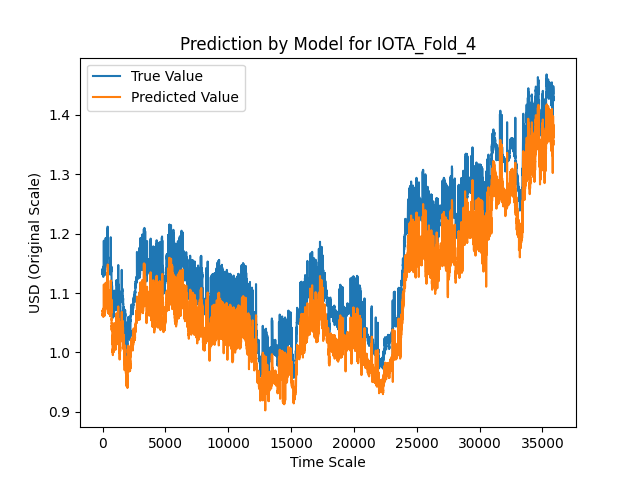 Prediction by Model for IOTA_Fold_4
True Value
Predicted Value
USD (Original Scale)
1.4
1.3
1.2
1.1
1.0
0.9
0 5000 10000 15000 20000 25000 30000 35000
Time Scale